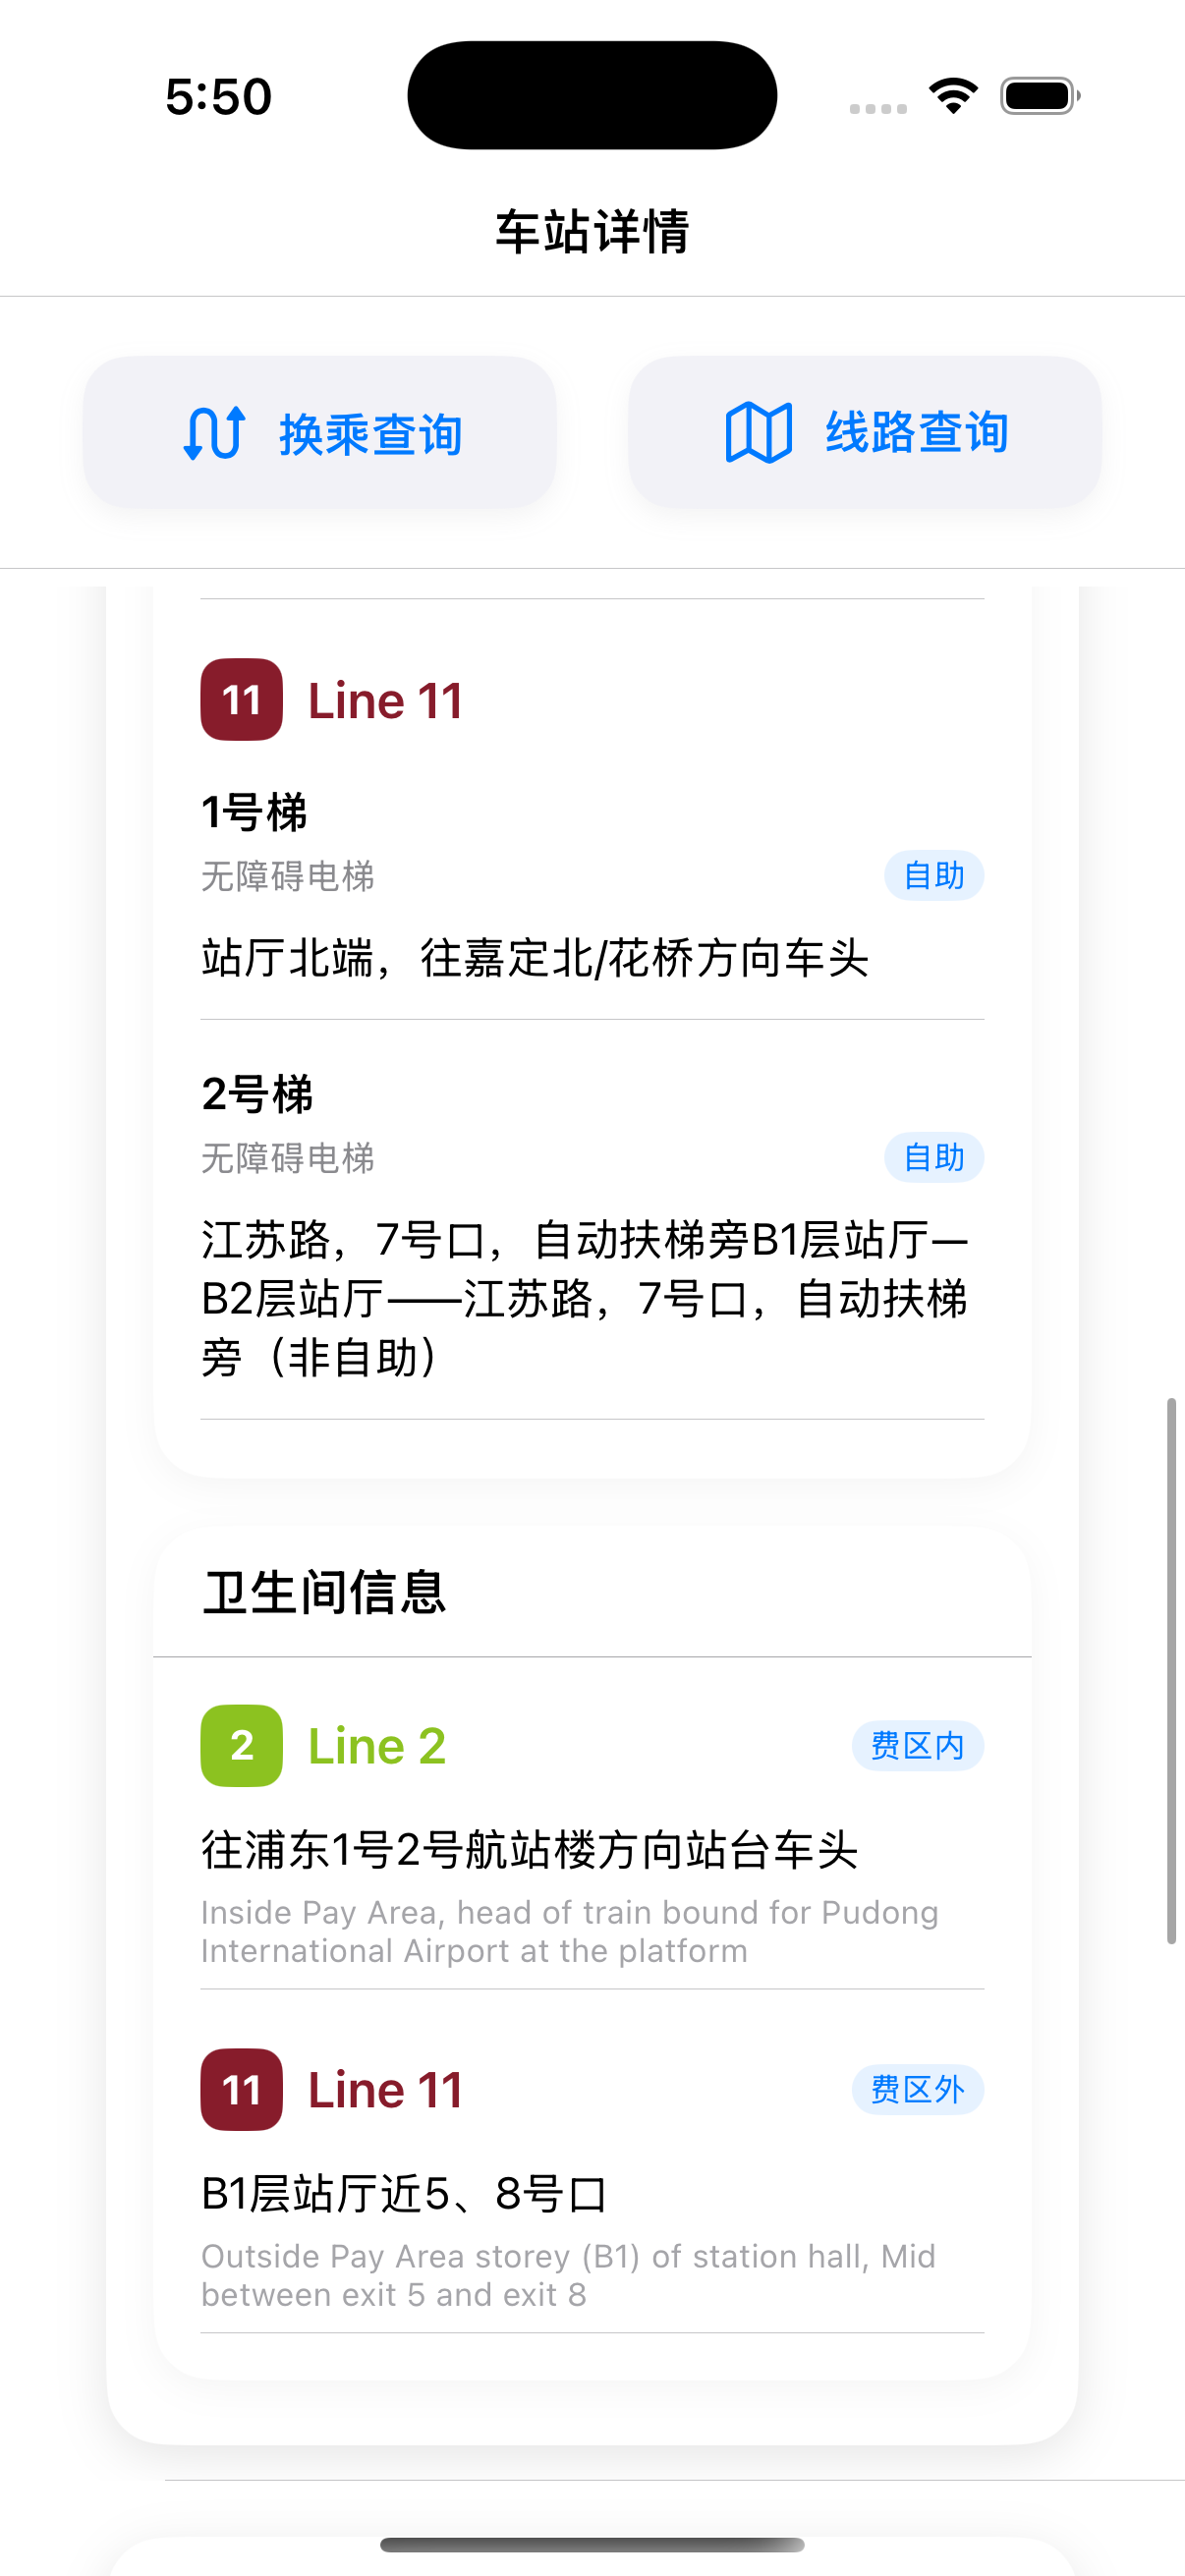 5:50
车站详情
换乘查询
线路查询
11
Line 11
1号梯
无障碍电梯
自助
站厅北端，往嘉定北/花桥方向车头
2号梯
无障碍电梯
自助
江苏路，7号口，自动扶梯旁B1层站厅—
B2层站厅——江苏路，7号口，自动扶梯
旁（非自助）
卫生间信息
2
Line 2
费区内
往浦东1号2号航站楼方向站台车头
Inside Pay Area, head of train bound for Pudong
International Airport at the platform
11
Line 11
费区外
B1层站厅近5、8号口
Outside Pay Area storey (B1) of station hall, Mid
between exit 5 and exit 8